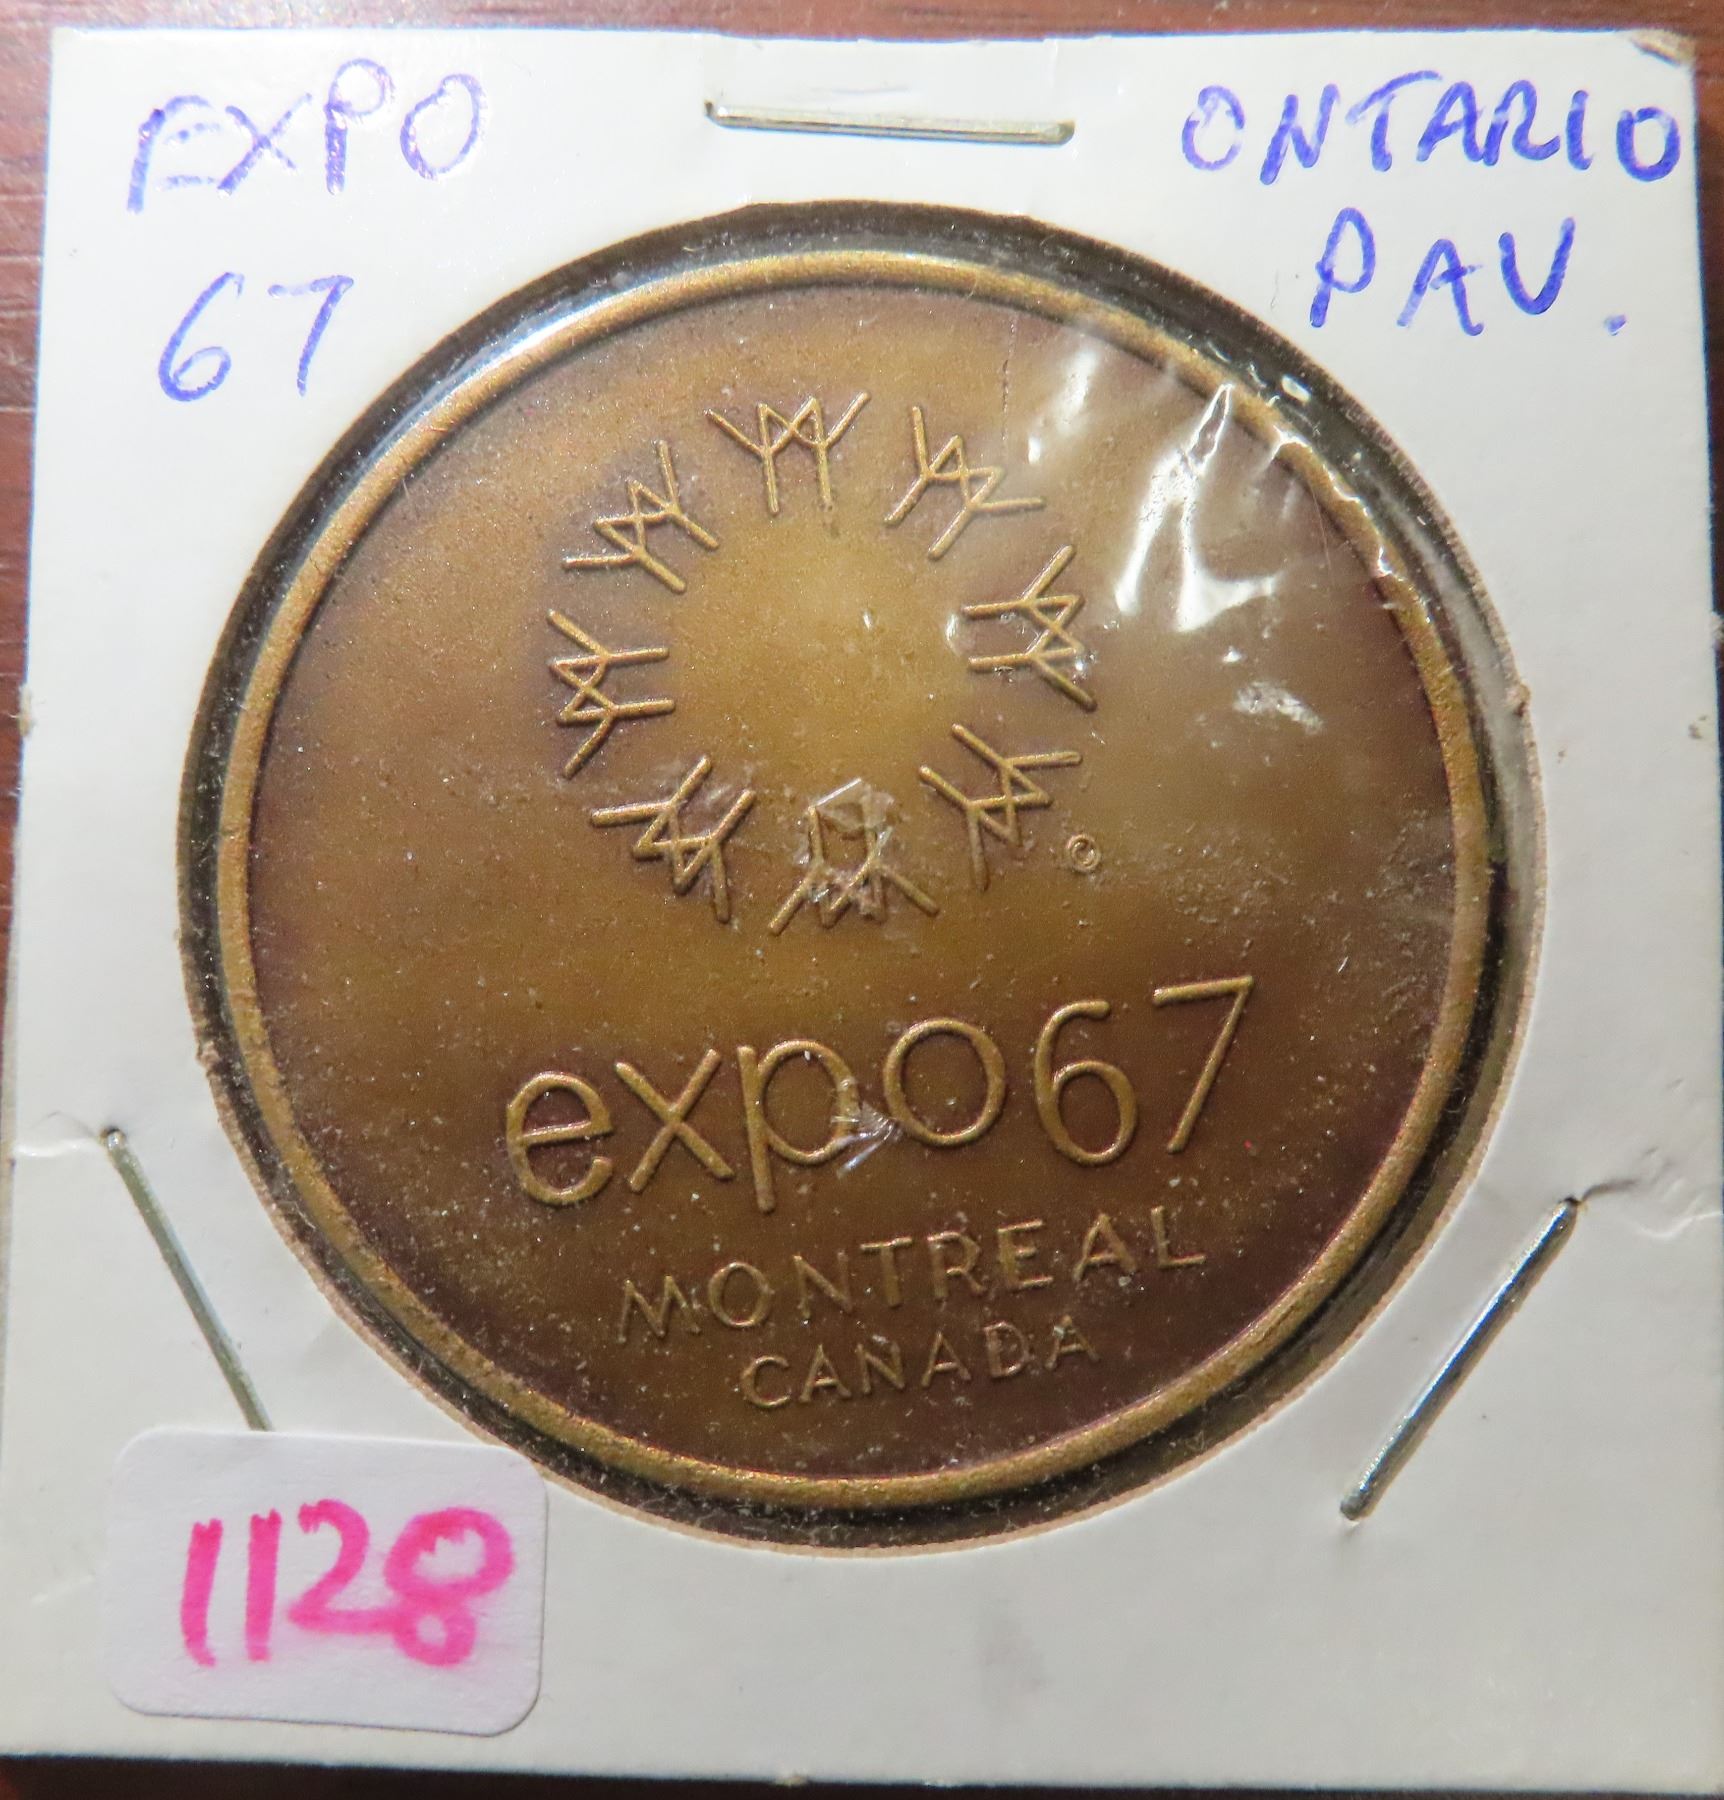 EXPO
67
ONTARIO
PAV.
©
expo67
MONTREAL
CANADA
1128